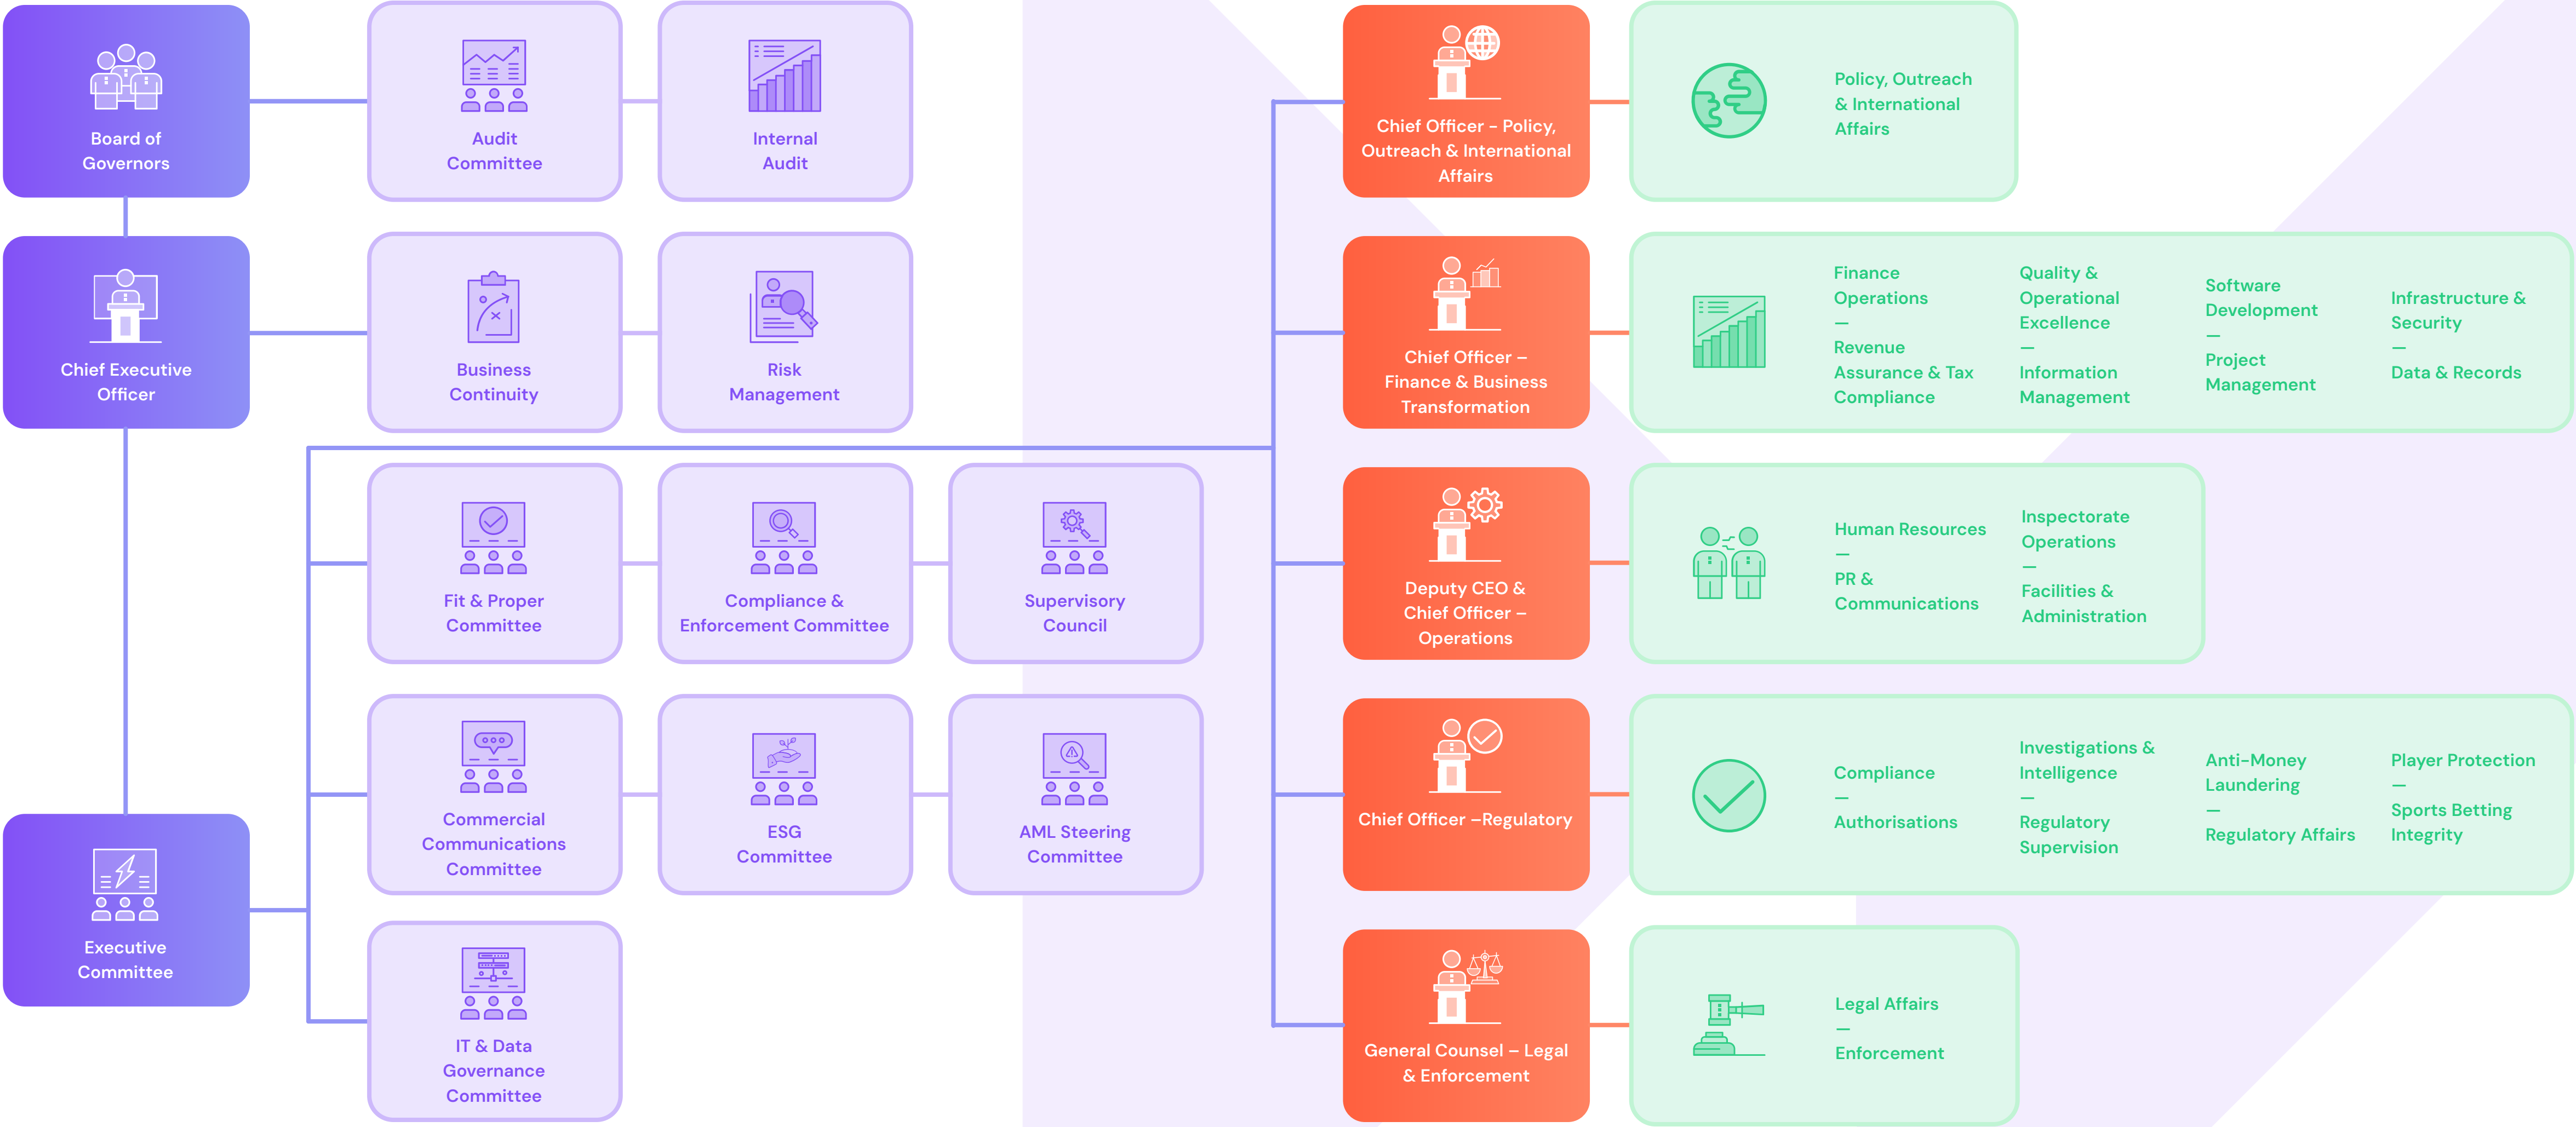 Board of
Governors
Audit
Committee
Internal
Audit
Chief Officer - Policy,
Outreach & International
Affairs
Policy, Outreach
& International
Affairs
Chief Executive
Officer
Business
Continuity
Risk
Management
Chief Officer –
Finance & Business
Transformation
Finance
Operations
—
Revenue
Assurance & Tax
Compliance
Quality &
Operational
Excellence
—
Information
Management
Software
Development
—
Project
Management
Infrastructure &
Security
—
Data & Records
Fit & Proper
Committee
Compliance &
Enforcement Committee
Supervisory
Council
Deputy CEO &
Chief Officer –
Operations
Human Resources
—
PR &
Communications
Inspectorate
Operations
—
Facilities &
Administration
Commercial
Communications
Committee
ESG
Committee
AML Steering
Committee
Chief Officer –Regulatory
Compliance
—
Authorisations
Investigations &
Intelligence
—
Regulatory
Supervision
Anti-Money
Laundering
—
Regulatory Affairs
Player Protection
—
Sports Betting
Integrity
Executive
Committee
IT & Data
Governance
Committee
General Counsel – Legal
& Enforcement
Legal Affairs
—
Enforcement